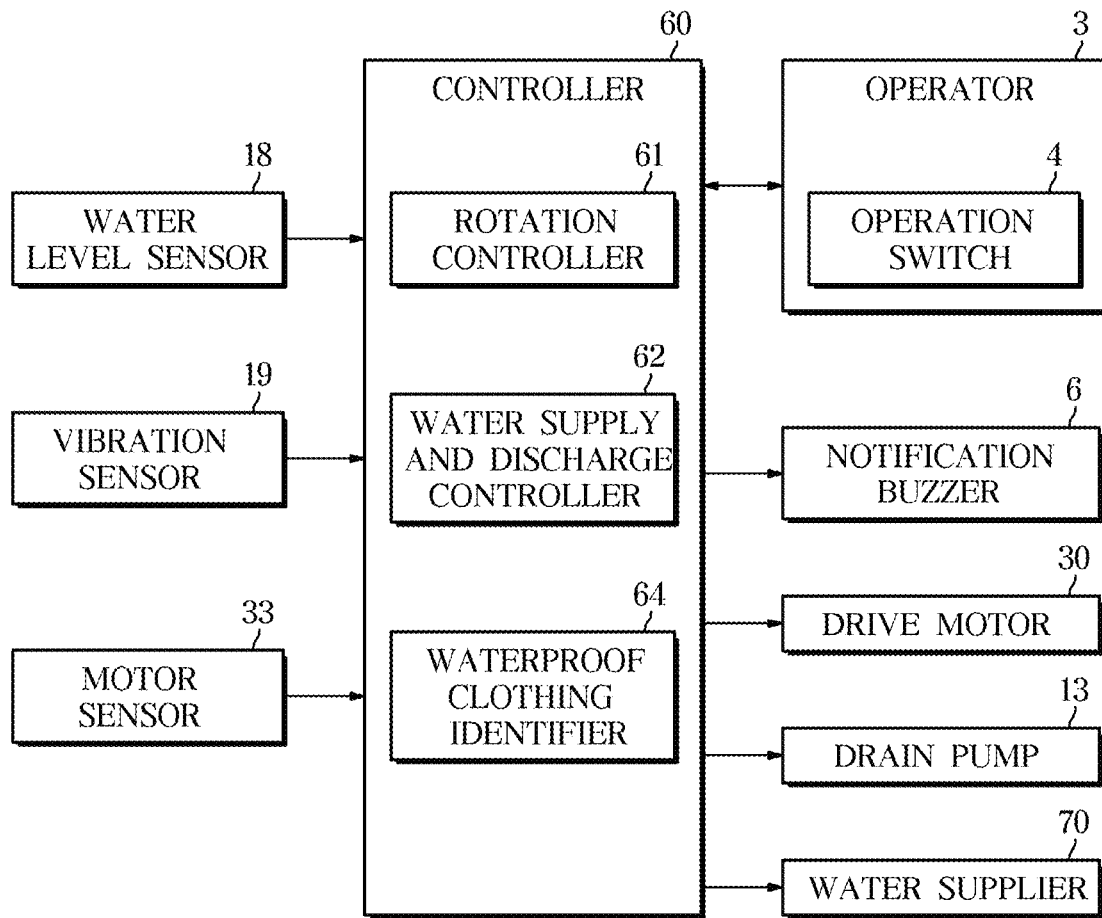 60
CONTROLLER
3
OPERATOR
18
WATER
LEVEL SENSOR
61
ROTATION
CONTROLLER
4
OPERATION
SWITCH
19
VIBRATION
SENSOR
62
WATER SUPPLY
AND DISCHARGE
CONTROLLER
6
NOTIFICATION
BUZZER
33
MOTOR
SENSOR
64
WATERPROOF
CLOTHING
IDENTIFIER
30
DRIVE MOTOR
13
DRAIN PUMP
70
WATER SUPPLIER